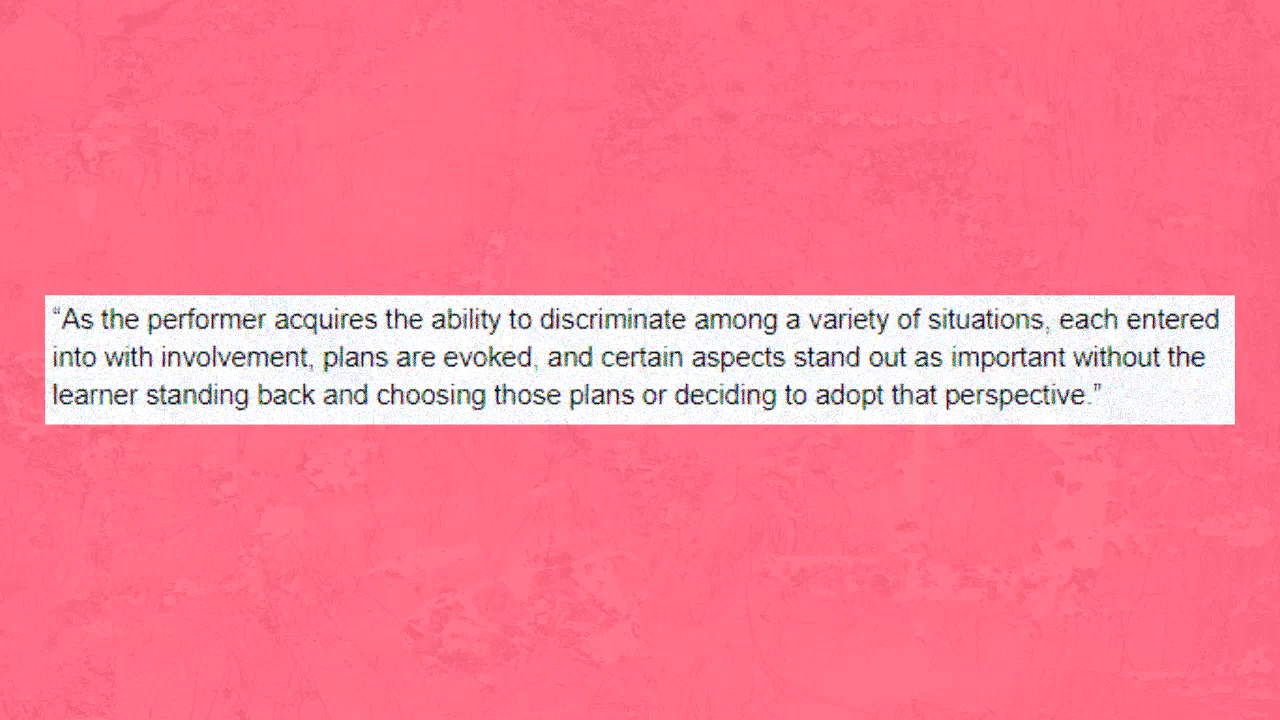 “As the performer acquires the ability to discriminate among a variety of situations, each entered
into with involvement, plans are evoked, and certain aspects stand out as important without the
learner standing back and choosing those plans or deciding to adopt that perspective.”